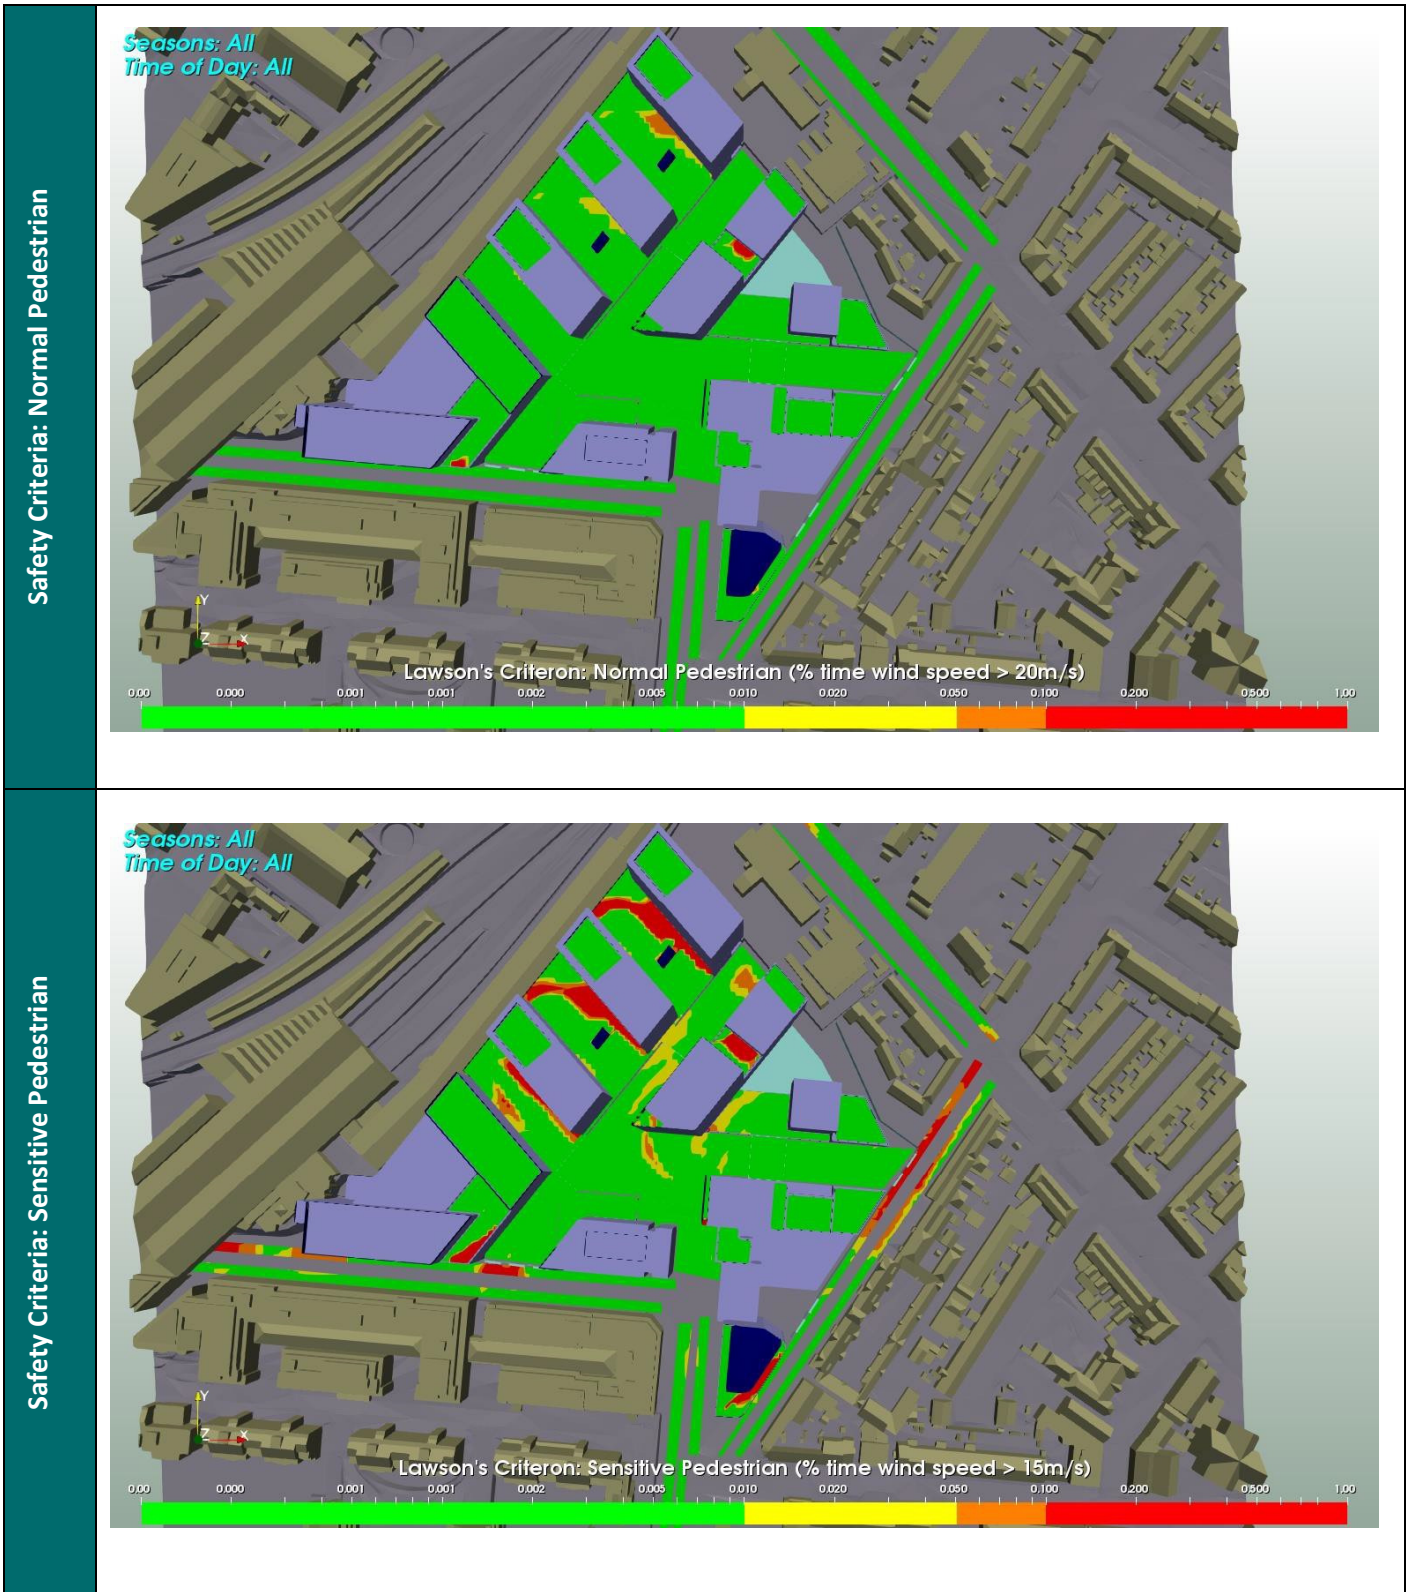 Safety Criteria: Normal Pedestrian
Seasons: All
Time of Day: All
Y
Z X
Lawson's Criteron: Normal Pedestrian (% time wind speed > 20m/s)
0.00 0.000 0.001 0.001 0.002 0.005 0.010 0.020 0.050 0.100 0.200 0.500 1.00
Safety Criteria: Sensitive Pedestrian
Seasons: All
Time of Day: All
Y
Z X
Lawson's Criteron: Sensitive Pedestrian (% time wind speed > 15m/s)
0.00 0.000 0.001 0.001 0.002 0.005 0.010 0.020 0.050 0.100 0.200 0.500 1.00